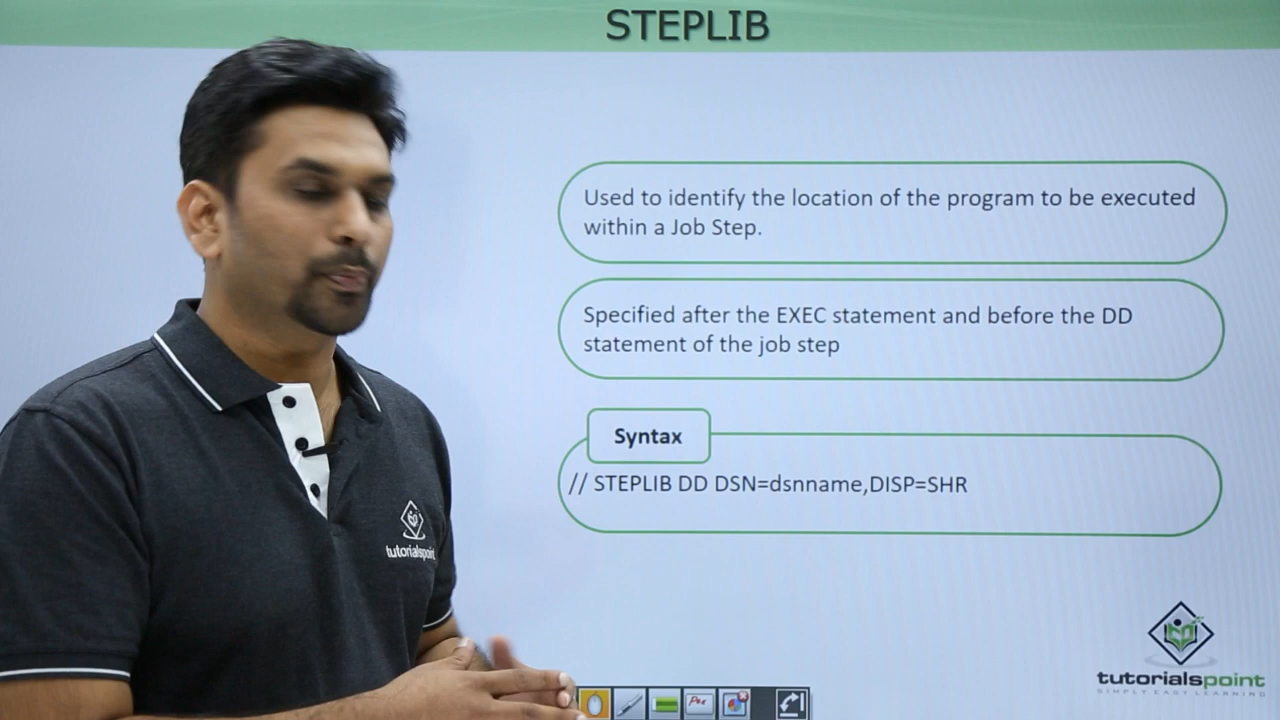 STEPLIB
Used to identify the location of the program to be executed
within a Job Step.
Specified after the EXEC statement and before the DD
statement of the job step
Syntax
// STEPLIB DD DSN=dsnname,DISP=SHR
tutorialspoint
tutorialspoint
SIMPLY EASY LEARNING